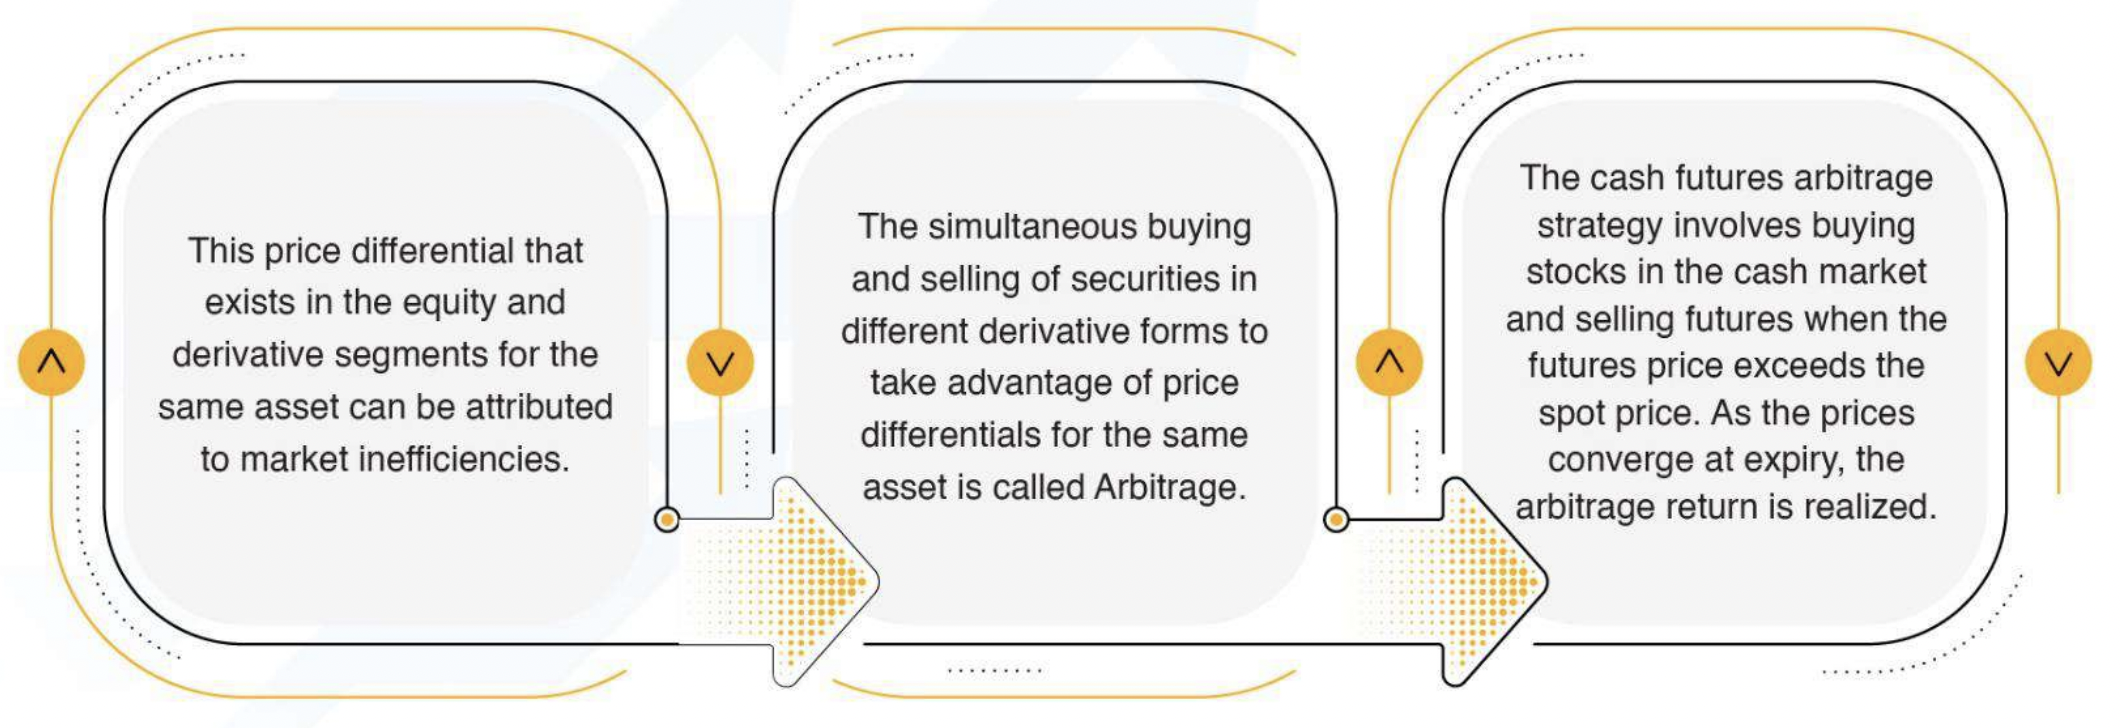 This price differential that
exists in the equity and
derivative segments for the
same asset can be attributed
to market inefficiencies.
The simultaneous buying
and selling of securities in
different derivative forms to
take advantage of price
differentials for the same
asset is called Arbitrage.
The cash futures arbitrage
strategy involves buying
stocks in the cash market
and selling futures when the
futures price exceeds the
spot price. As the prices
converge at expiry, the
arbitrage return is realized.